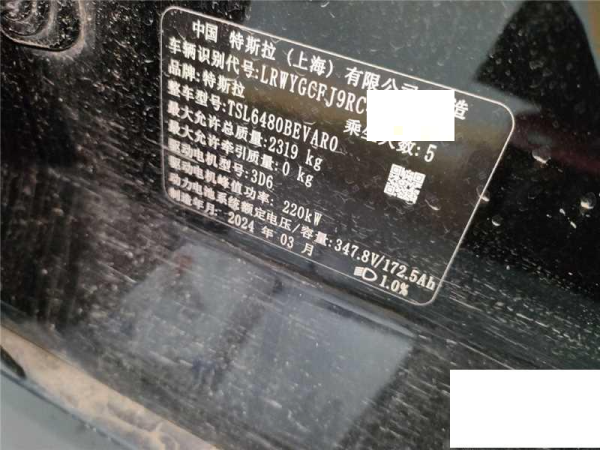 中国 特斯拉(上海)有限公 造
车辆识别代号:LRWYGCFJ9RC
品牌:特斯拉 乘 人数:5
整车型号:TSL6480BEVAR0
最大允许总质量:2319 kg
最大允许牵引质量:0 kg
驱动电机型号:3D6
驱动电机峰值功率: 220kW
动力电池系统额定电压/容量:347.8V/172.5Ah
制造年月: 2024 年 03 月
1.0%